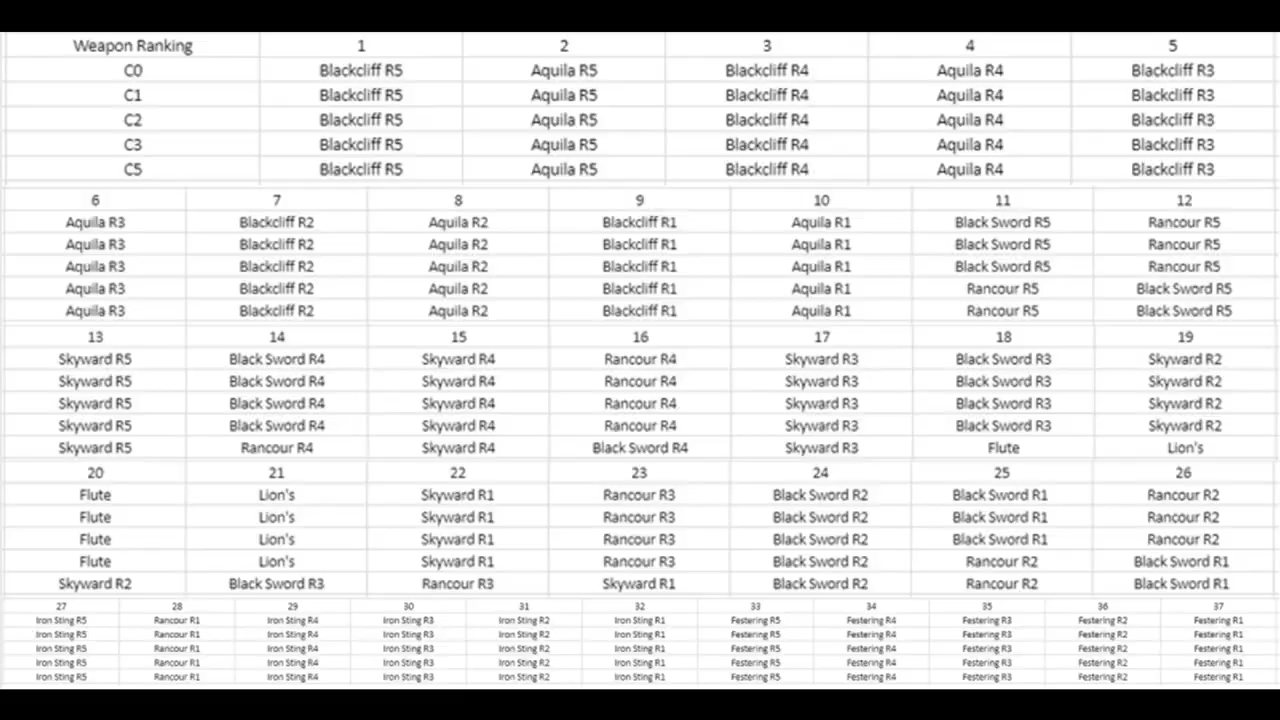 Weapon Ranking 1 2 3 4 5
C0 Blackcliff R5 Aquila R5 Blackcliff R4 Aquila R4 Blackcliff R3
C1 Blackcliff R5 Aquila R5 Blackcliff R4 Aquila R4 Blackcliff R3
C2 Blackcliff R5 Aquila R5 Blackcliff R4 Aquila R4 Blackcliff R3
C3 Blackcliff R5 Aquila R5 Blackcliff R4 Aquila R4 Blackcliff R3
C5 Blackcliff R5 Aquila R5 Blackcliff R4 Aquila R4 Blackcliff R3
6 7 8 9 10 11 12
Aquila R3 Blackcliff R2 Aquila R2 Blackcliff R1 Aquila R1 Black Sword R5 Rancour R5
Aquila R3 Blackcliff R2 Aquila R2 Blackcliff R1 Aquila R1 Black Sword R5 Rancour R5
Aquila R3 Blackcliff R2 Aquila R2 Blackcliff R1 Aquila R1 Black Sword R5 Rancour R5
Aquila R3 Blackcliff R2 Aquila R2 Blackcliff R1 Aquila R1 Rancour R5 Black Sword R5
Aquila R3 Blackcliff R2 Aquila R2 Blackcliff R1 Aquila R1 Rancour R5 Black Sword R5
13 14 15 16 17 18 19
Skyward R5 Black Sword R4 Skyward R4 Rancour R4 Skyward R3 Black Sword R3 Skyward R2
Skyward R5 Black Sword R4 Skyward R4 Rancour R4 Skyward R3 Black Sword R3 Skyward R2
Skyward R5 Black Sword R4 Skyward R4 Rancour R4 Skyward R3 Black Sword R3 Skyward R2
Skyward R5 Black Sword R4 Skyward R4 Rancour R4 Skyward R3 Black Sword R3 Skyward R2
Skyward R5 Rancour R4 Skyward R4 Black Sword R4 Skyward R3 Flute Lion's
20 21 22 23 24 25 26
Flute Lion's Skyward R1 Rancour R3 Black Sword R2 Black Sword R1 Rancour R2
Flute Lion's Skyward R1 Rancour R3 Black Sword R2 Black Sword R1 Rancour R2
Flute Lion's Skyward R1 Rancour R3 Black Sword R2 Black Sword R1 Rancour R2
Flute Lion's Skyward R1 Rancour R3 Black Sword R2 Rancour R2 Black Sword R1
Skyward R2 Black Sword R3 Rancour R3 Skyward R1 Black Sword R2 Rancour R2 Black Sword R1
27 28 29 30 31 32 33 34 35 36 37
Iron Sting R5 Rancour R1 Iron Sting R4 Iron Sting R3 Iron Sting R2 Iron Sting R1 Festering R5 Festering R4 Festering R3 Festering R2 Festering R1
Iron Sting R5 Rancour R1 Iron Sting R4 Iron Sting R3 Iron Sting R2 Iron Sting R1 Festering R5 Festering R4 Festering R3 Festering R2 Festering R1
Iron Sting R5 Rancour R1 Iron Sting R4 Iron Sting R3 Iron Sting R2 Iron Sting R1 Festering R5 Festering R4 Festering R3 Festering R2 Festering R1
Iron Sting R5 Rancour R1 Iron Sting R4 Iron Sting R3 Iron Sting R2 Iron Sting R1 Festering R5 Festering R4 Festering R3 Festering R2 Festering R1
Iron Sting R5 Rancour R1 Iron Sting R4 Iron Sting R3 Iron Sting R2 Iron Sting R1 Festering R5 Festering R4 Festering R3 Festering R2 Festering R1